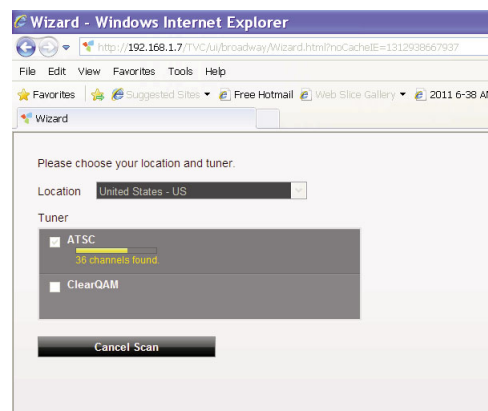 Wizard - Windows Internet Explorer
http://192.168.1.7/TVC/ui/broadway/Wizard.html?noCacheIE=1312938667937
File Edit View Favorites Tools Help
Favorites Suggested Sites Free Hotmail Web Slice Gallery 2011 6-38 AM
Wizard
Please choose your location and tuner.
Location United States - US
Tuner
ATSC
36 channels found.
ClearQAM
Cancel Scan